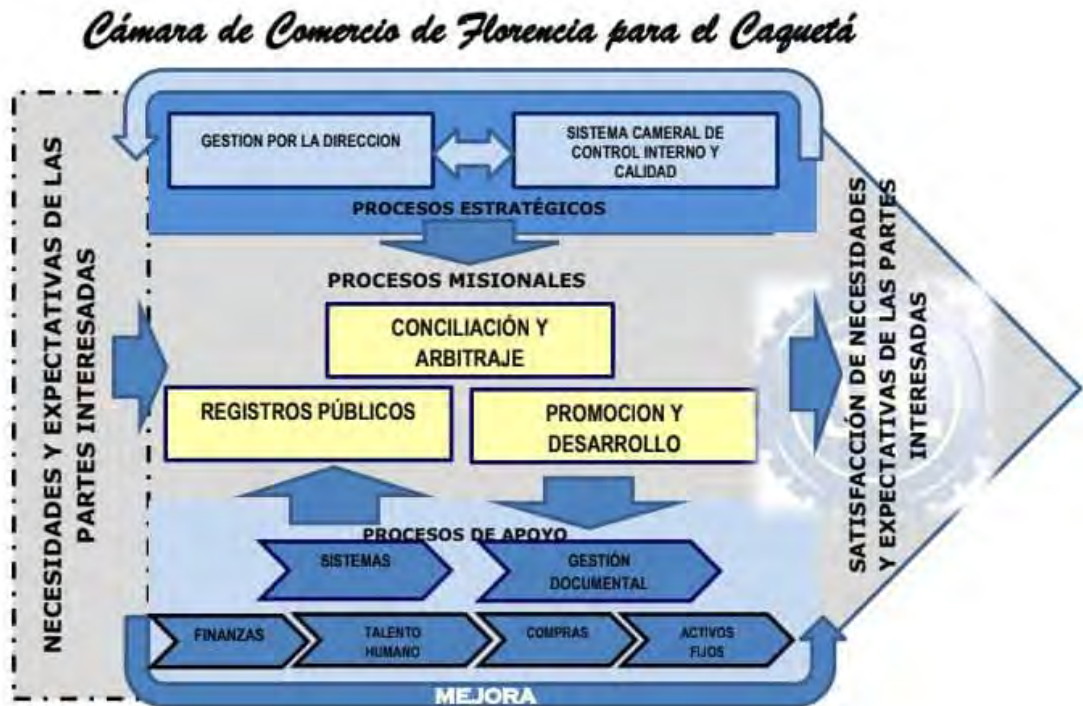 Cámara de Comercio de Florencia para el Caquetá
NECESIDADES Y EXPECTATIVAS DE LAS
PARTES INTERESADAS
GESTION POR LA DIRECCION
SISTEMA CAMERAL DE
CONTROL INTERNO Y
CALIDAD
PROCESOS ESTRATÉGICOS
PROCESOS MISIONALES
CONCILIACIÓN Y
ARBITRAJE
REGISTROS PÚBLICOS
PROMOCION Y
DESARROLLO
PROCESOS DE APOYO
SISTEMAS
GESTIÓN
DOCUMENTAL
FINANZAS
TALENTO
HUMANO
COMPRAS
ACTIVOS
FIJOS
MEJORA
SATISFACCIÓN DE NECESIDADES
Y EXPECTATIVAS DE LAS PARTES
INTERESADAS